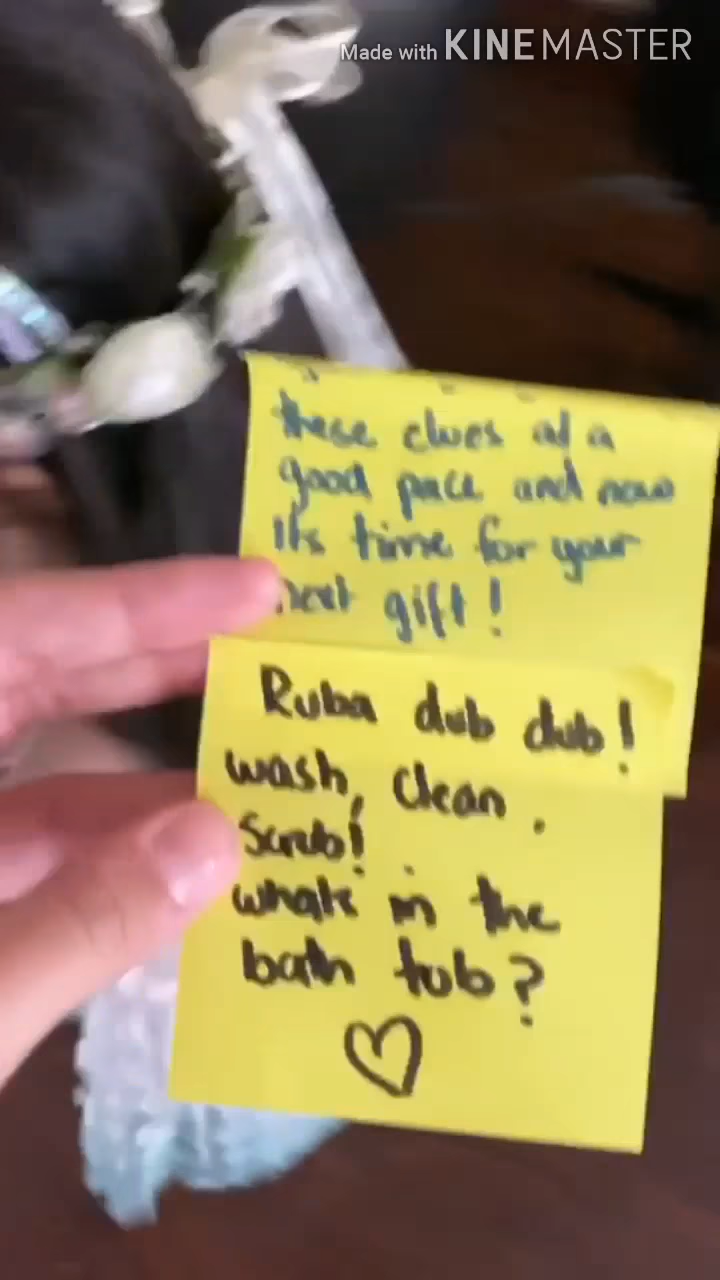 Made with KINEMASTER
these clues at a
good pace and now
its time for your
next gift!
Ruba dub dub!
wash, clean,
Scrub!
whats in the
bath tub?